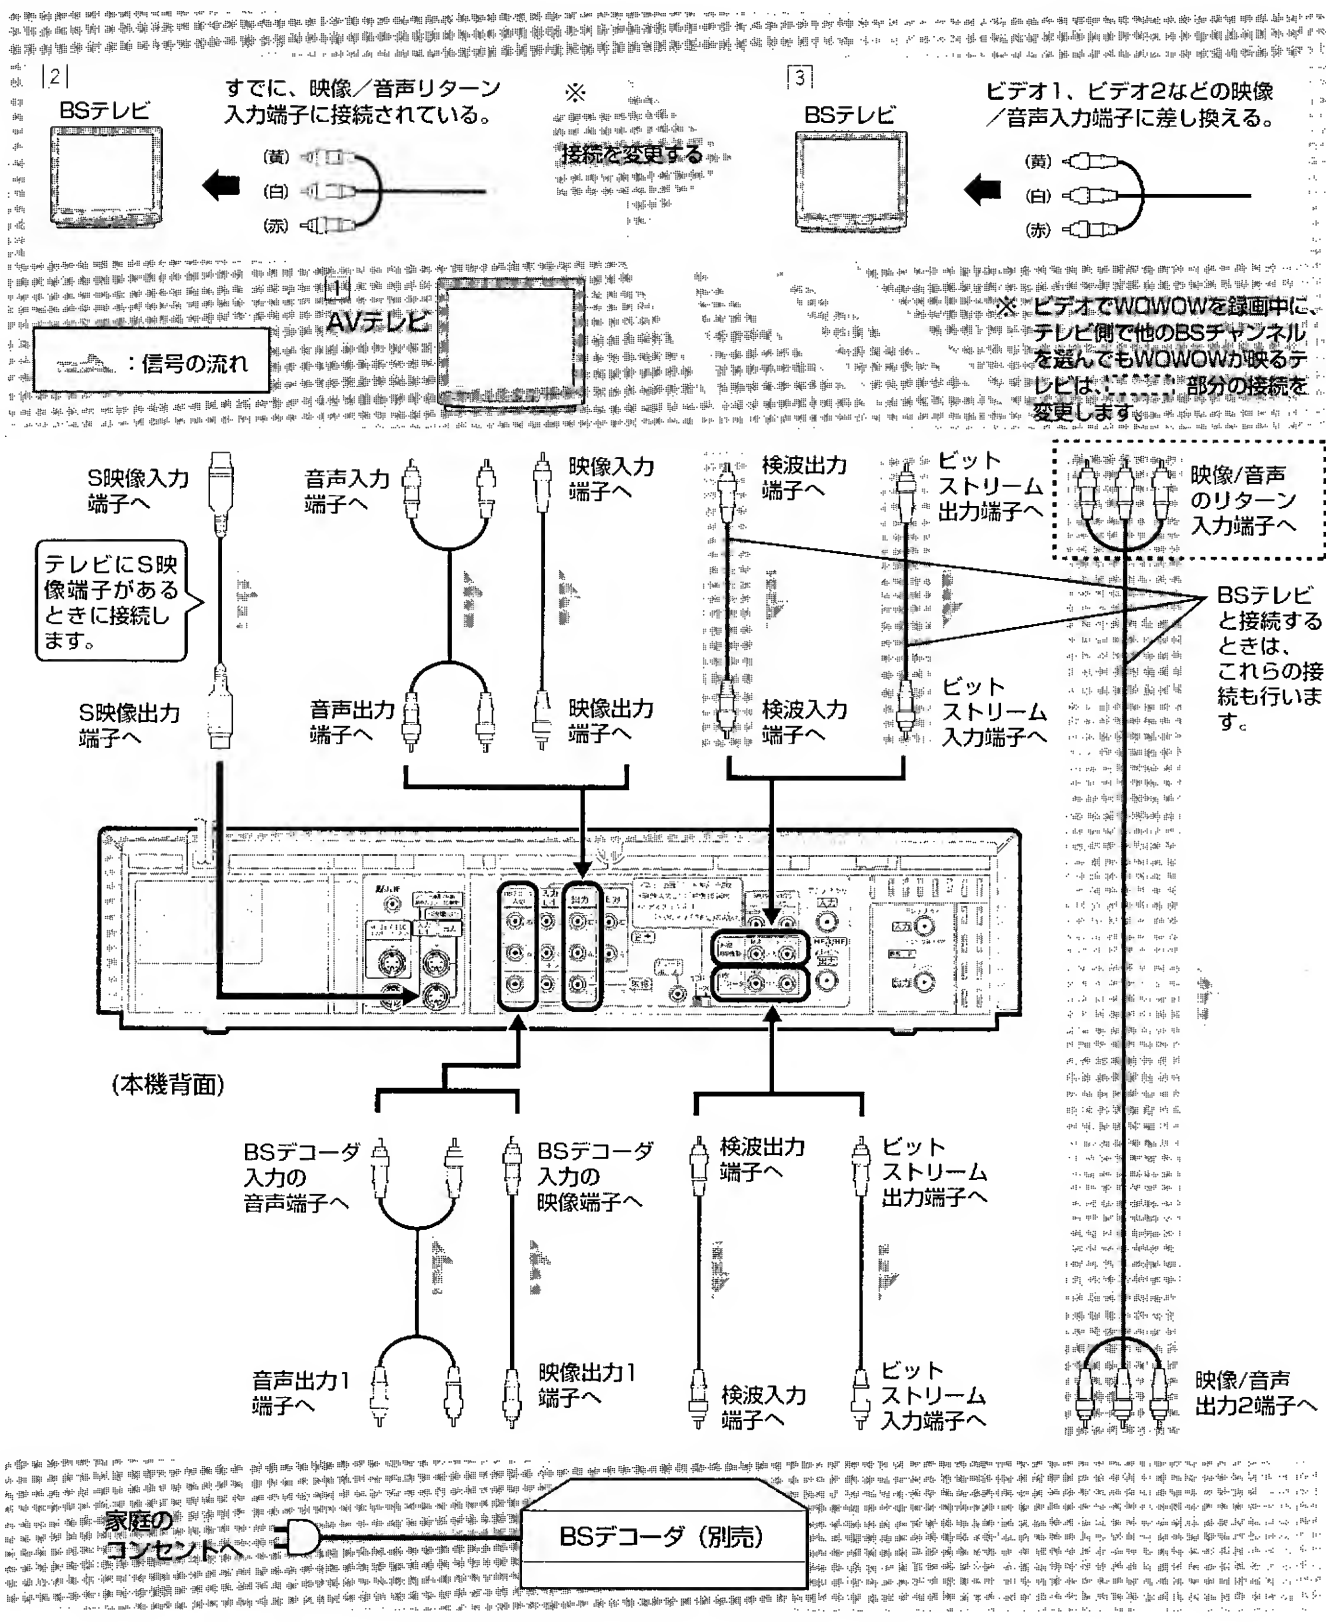 2
BSテレビ
すでに、映像／音声リターン
入力端子に接続されている。
(黄)
(白)
(赤)
※
接続を変更する
3
BSテレビ
ビデオ1、ビデオ2などの映像
／音声入力端子に差し換える。
(黄)
(白)
(赤)
：信号の流れ
1
AVテレビ
※ ビデオでWOWOWを録画中に、
テレビ側で他のBSチャンネル
を選んでもWOWOWが映るテ
レビは 部分の接続を
変更します。
S映像入力
端子へ
テレビにS映
像端子がある
ときに接続し
ます。
S映像出力
端子へ
音声入力
端子へ
映像入力
端子へ
音声出力
端子へ
映像出力
端子へ
検波出力
端子へ
ビット
ストリーム
出力端子へ
検波入力
端子へ
ビット
ストリーム
入力端子へ
映像/音声
のリターン
入力端子へ
BSテレビ
と接続する
ときは、
これらの接
続も行いま
す。
入力
出力
入力
出力
(本機背面)
BSデコーダ
入力の
音声端子へ
BSデコーダ
入力の
映像端子へ
検波出力
端子へ
ビット
ストリーム
出力端子へ
音声出力1
端子へ
映像出力1
端子へ
検波入力
端子へ
ビット
ストリーム
入力端子へ
映像/音声
出力2端子へ
家庭の
コンセントへ
BSデコーダ（別売）